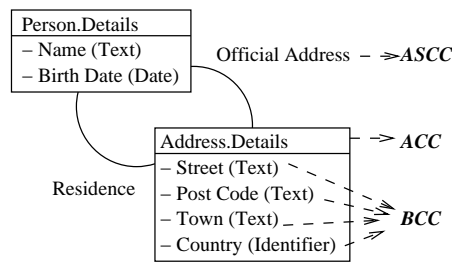 Person.Details
– Name (Text)
– Birth Date (Date)
Official Address
ASCC
Address.Details
ACC
– Street (Text)
– Post Code (Text)
Residence
– Town (Text)
BCC
– Country (Identifier)